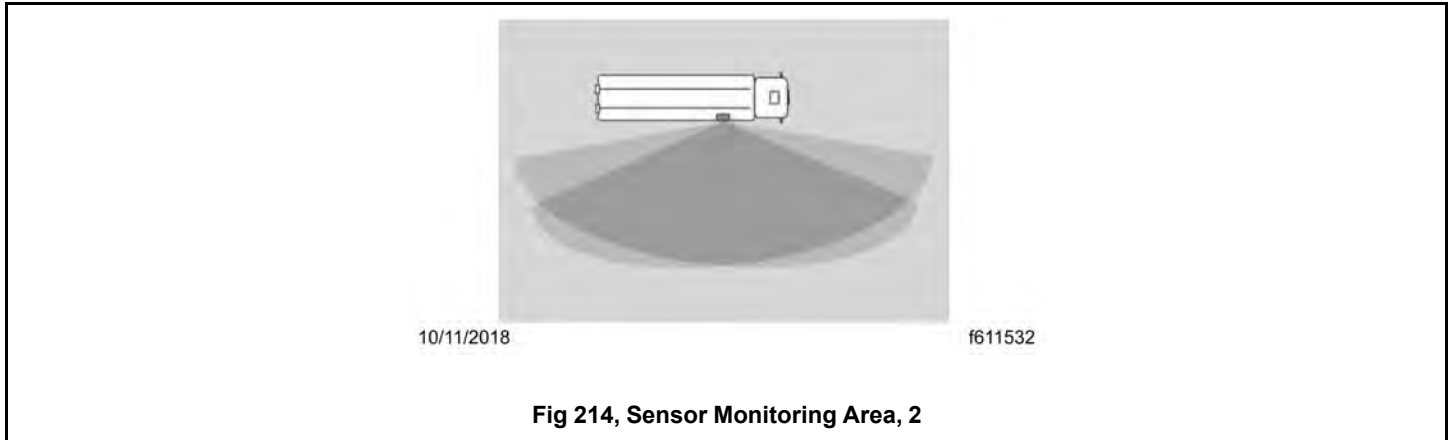 10/11/2018 f611532
Fig 214, Sensor Monitoring Area, 2